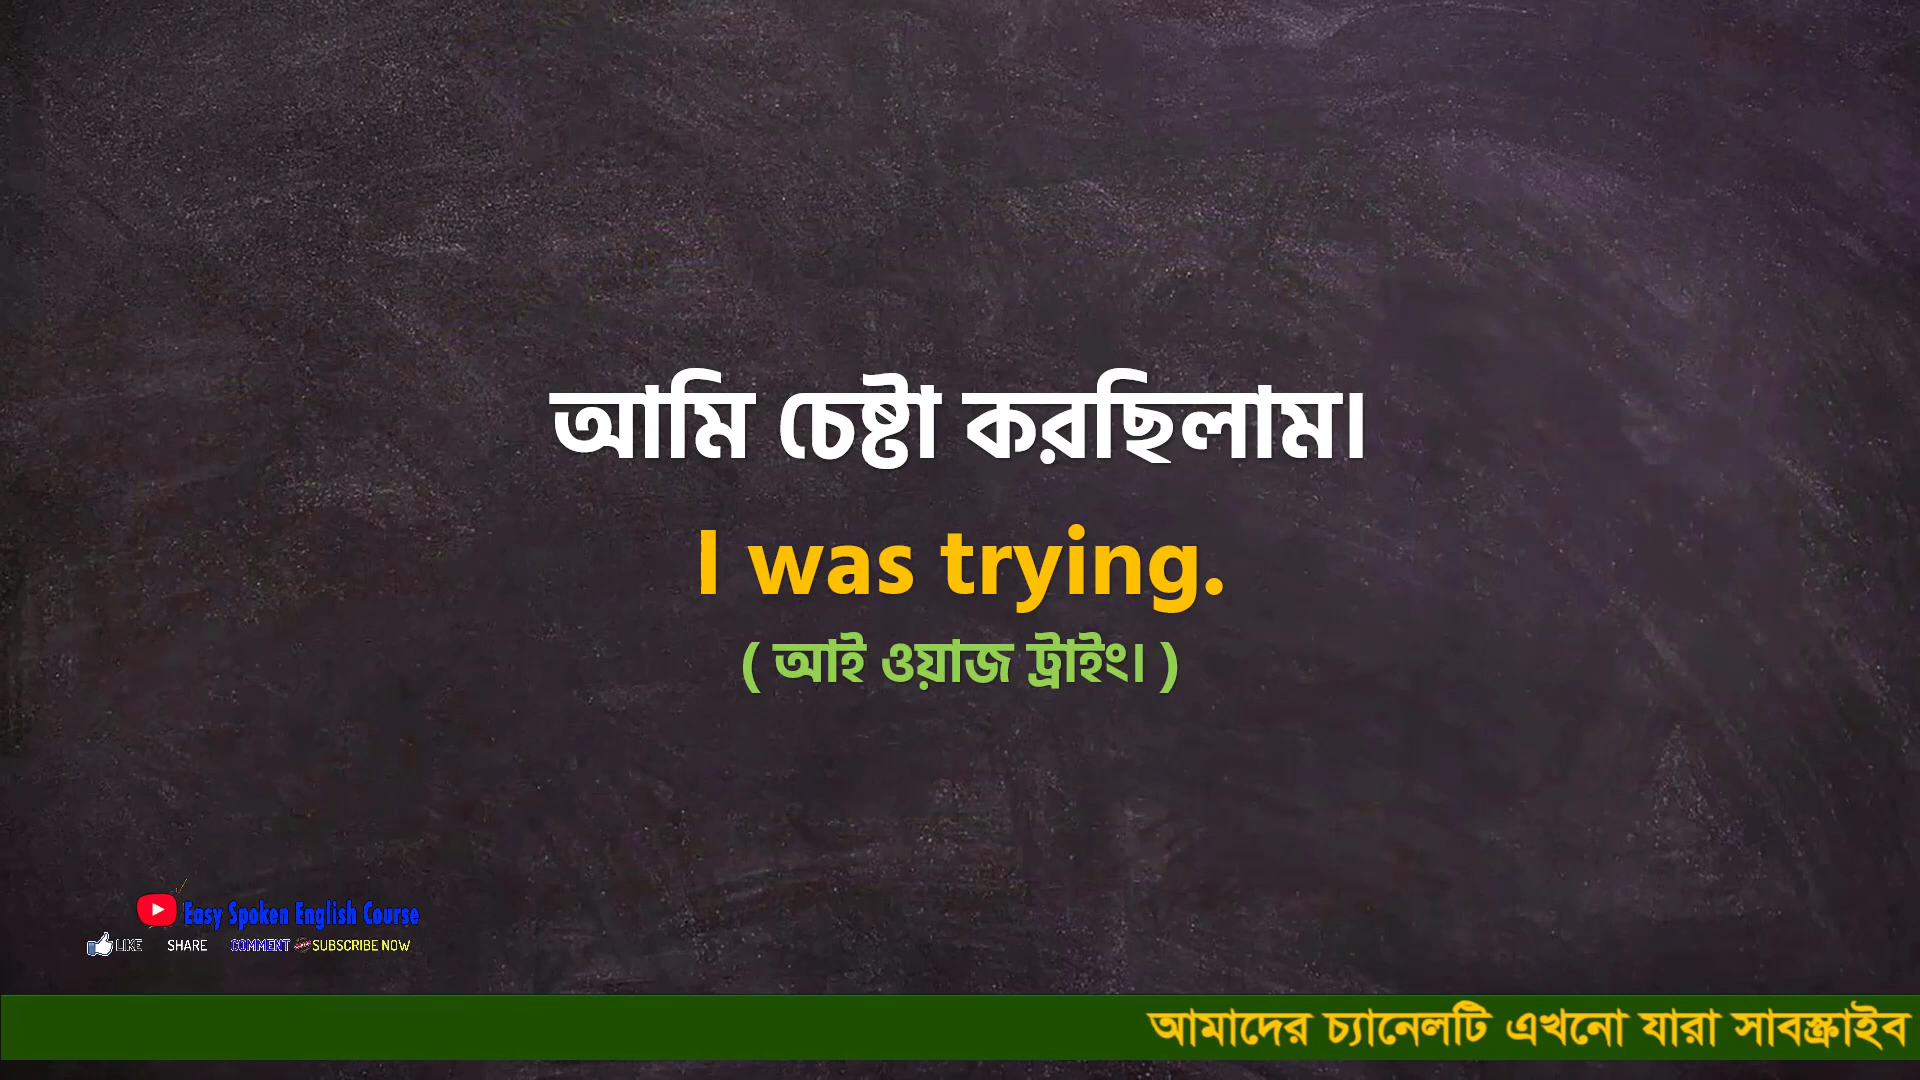 আমি চেষ্টা করছিলাম।
I was trying.
( আই ওয়াজ ট্রাইং। )
Easy Spoken English Course
LIKE SHARE COMMENT SUBSCRIBE NOW
আমাদের চ্যানেলটি এখনো যারা সাবস্ক্রাইব